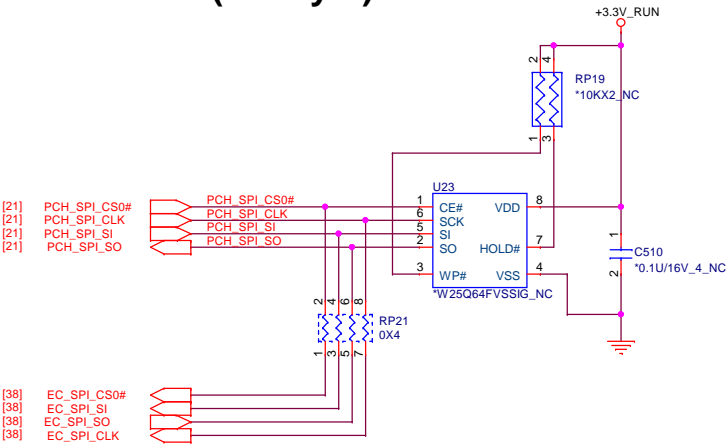 +3.3V_RUN
2 4
RP19
*10KX2_NC
1 3
U23
[21] PCH_SPI_CS0# PCH_SPI_CS0# 1 CE# VDD 8
[21] PCH_SPI_CLK PCH_SPI_CLK 6 SCK
[21] PCH_SPI_SI PCH_SPI_SI 5 SI
[21] PCH_SPI_SO PCH_SPI_SO 2 SO HOLD# 7
3 WP# VSS 4
*W25Q64FVSSIG_NC
1
C510
*0.1U/16V_4_NC
2
2 4 6 8
RP21
0X4
1 3 5 7
[38] EC_SPI_CS0#
[38] EC_SPI_SI
[38] EC_SPI_SO
[38] EC_SPI_CLK